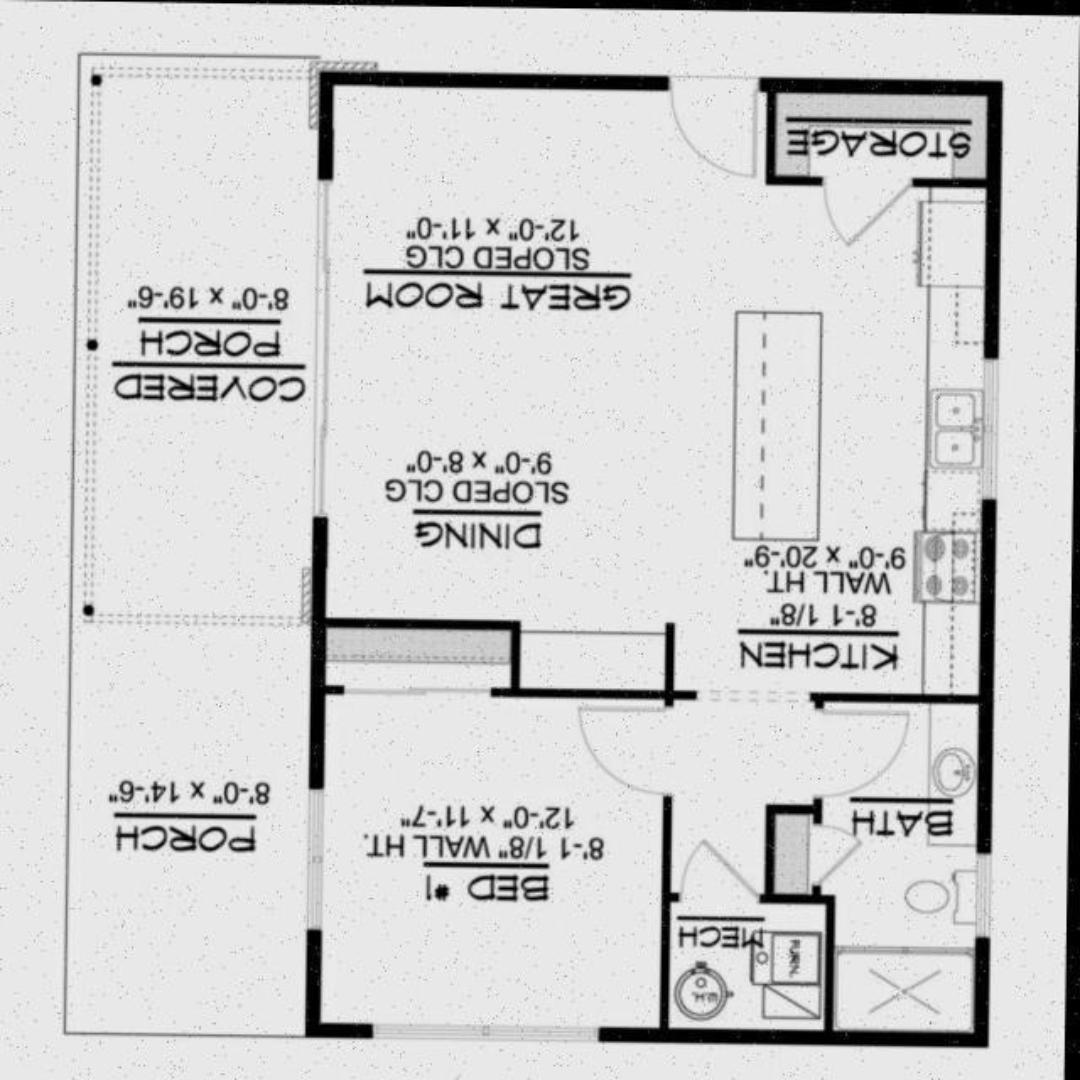 W.H.
FURN.
MECH
BED #1
8'-1 1/8" WALL HT.
12'-0" x 11'-7"
BATH
PORCH
8'-0" x 14'-6"
KITCHEN
8'-1 1/8"
WALL HT.
9'-0" x 20'-9"
DINING
SLOPED CLG
9'-0" x 8'-0"
COVERED
PORCH
8'-0" x 19'-6"
GREAT ROOM
SLOPED CLG
12'-0" x 11'-0"
STORAGE